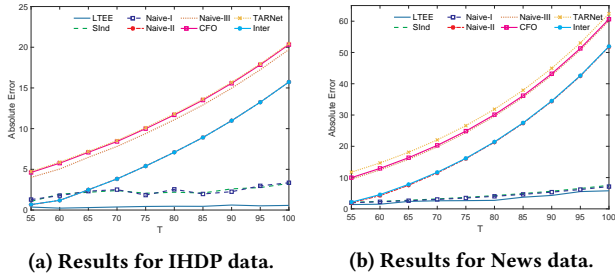 25
LTEE Naive-I Naive-III TARNet
SInd Naive-II CFO Inter
20
15
10
5
0
Absolute Error
55 60 65 70 75 80 85 90 95 100
T
(a) Results for IHDP data.
60
LTEE Naive-I Naive-III TARNet
SInd Naive-II CFO Inter
50
40
30
20
10
0
Absolute Error
55 60 65 70 75 80 85 90 95 100
T
(b) Results for News data.